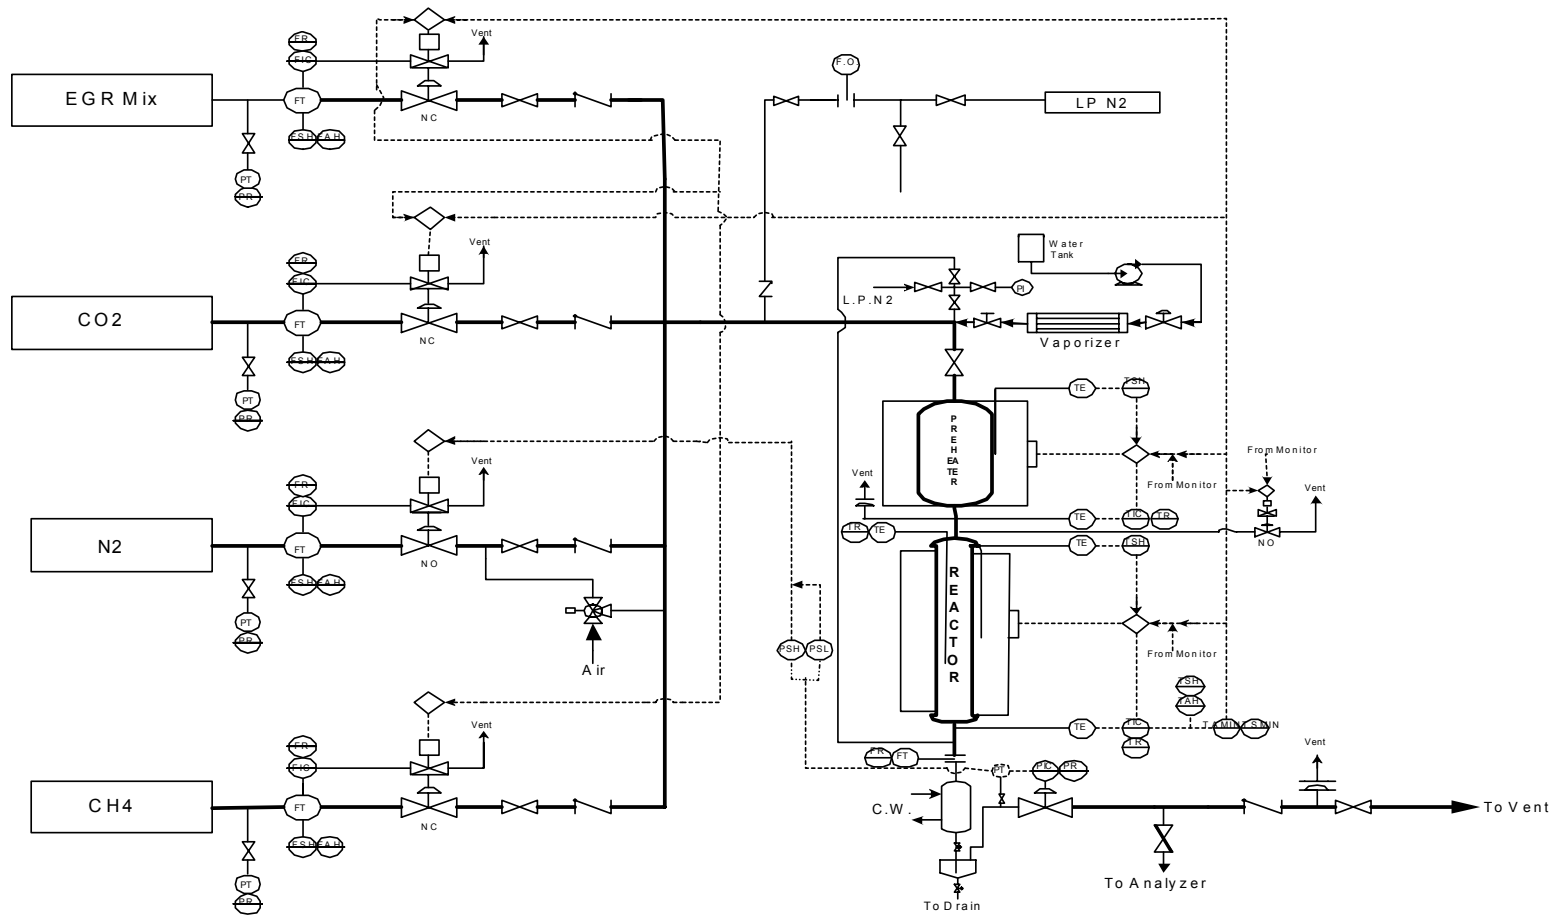 FR
Vent
FIC
F.O.
EGR Mix
FT
LP N2
NC
FSH FAH
PT
PR
Vent
FR
Water
Tank
FIC
PI
L.P.N2
CO2
FT
NC
Vaporizer
FSH FAH
TE
TSH
PT
PR
PREHEATER
From Monitor
Vent
FR
Vent
From Monitor
Vent
FIC
TE
TIC
TR
TR
TE
N2
FT
TE
TSH
NO
NO
FSH FAH
REACTOR
PT
PR
From Monitor
PSH
PSL
Air
TSH
TAH
Vent
TE
TIC
TAMIN
TSMIN
FR
TR
Vent
FR
FT
FIC
PT
PIC
PR
CH4
FT
C.W.
To Vent
NC
FSH FAH
PT
PR
To Analyzer
To Drain